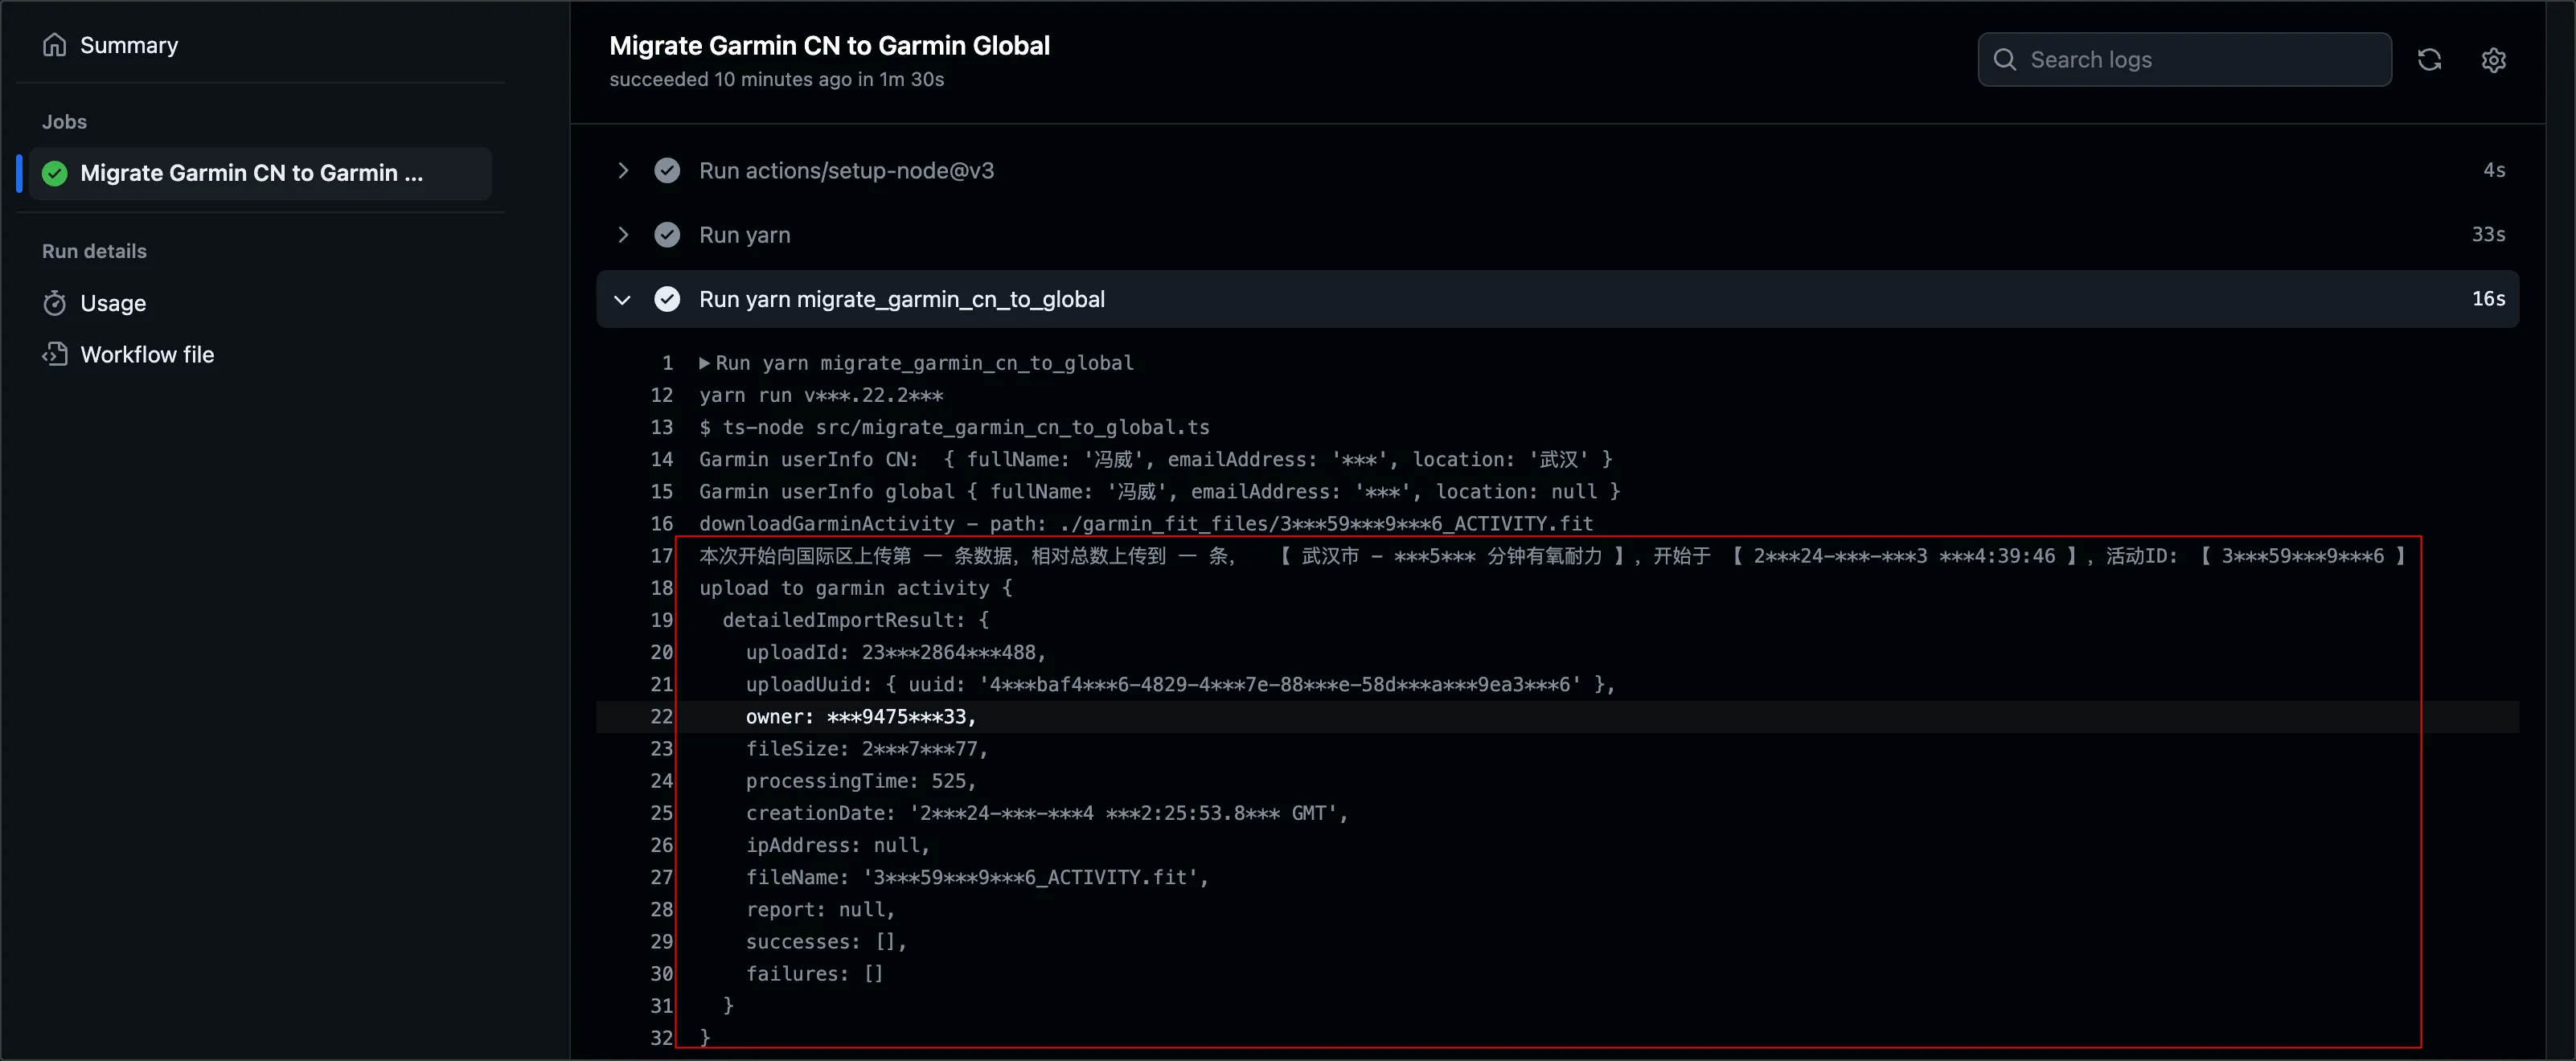 Summary
Jobs
Migrate Garmin CN to Garmin ...
Run details
Usage
Workflow file
Migrate Garmin CN to Garmin Global
succeeded 10 minutes ago in 1m 30s
Search logs
Run actions/setup-node@v3 4s
Run yarn 33s
Run yarn migrate_garmin_cn_to_global 16s
1 ▶Run yarn migrate_garmin_cn_to_global
12 yarn run v***.22.2***
13 $ ts-node src/migrate_garmin_cn_to_global.ts
14 Garmin userInfo CN:  { fullName: '冯威', emailAddress: '***', location: '武汉' }
15 Garmin userInfo global { fullName: '冯威', emailAddress: '***', location: null }
16 downloadGarminActivity - path: ./garmin_fit_files/3***59***9***6_ACTIVITY.fit
17 本次开始向国际区上传第 一 条数据，相对总数上传到 一 条，  【 武汉市 - ***5*** 分钟有氧耐力 】，开始于 【 2***24-***-***3 ***4:39:46 】，活动ID: 【 3***59***9***6 】
18 upload to garmin activity {
19   detailedImportResult: {
20     uploadId: 23***2864***488,
21     uploadUuid: { uuid: '4***baf4***6-4829-4***7e-88***e-58d***a***9ea3***6' },
22     owner: ***9475***33,
23     fileSize: 2***7***77,
24     processingTime: 525,
25     creationDate: '2***24-***-***4 ***2:25:53.8*** GMT',
26     ipAddress: null,
27     fileName: '3***59***9***6_ACTIVITY.fit',
28     report: null,
29     successes: [],
30     failures: []
31   }
32 }